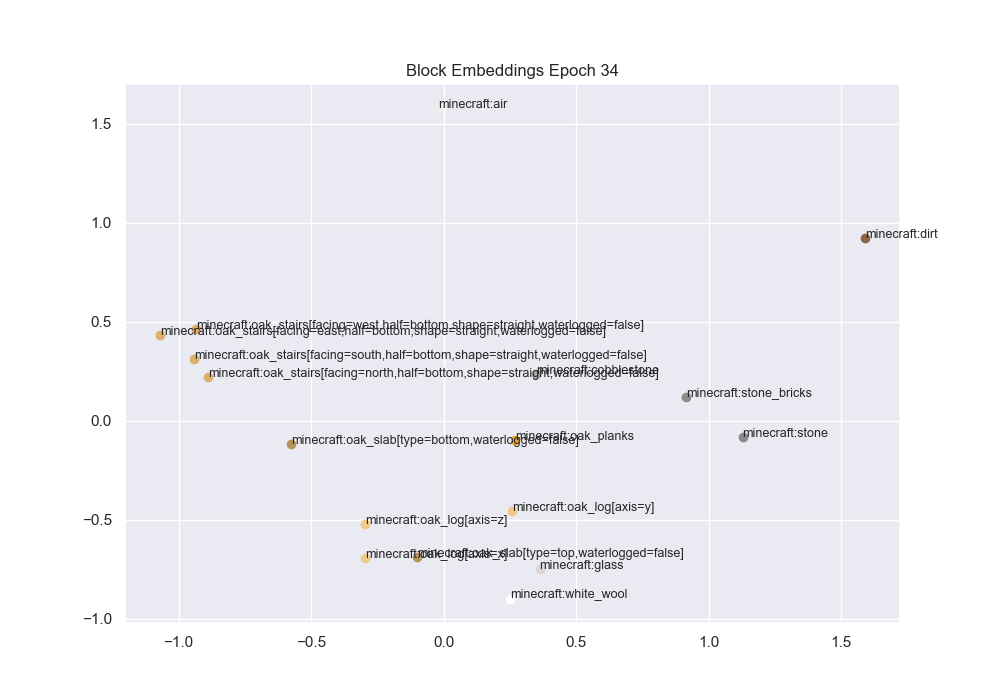 Block Embeddings Epoch 34
minecraft:air
1.5
minecraft:dirt
1.0
minecraft:oak_stairs[facing=west,half=bottom,shape=straight,waterlogged=false]
minecraft:oak_stairs[facing=east,half=bottom,shape=straight,waterlogged=false]
0.5
minecraft:oak_stairs[facing=south,half=bottom,shape=straight,waterlogged=false]
minecraft:cobblestone
minecraft:oak_stairs[facing=north,half=bottom,shape=straight,waterlogged=false]
minecraft:stone_bricks
0.0
minecraft:stone
minecraft:oak_planks
minecraft:oak_slab[type=bottom,waterlogged=false]
minecraft:oak_log[axis=y]
−0.5
minecraft:oak_log[axis=z]
minecraft:oak_slab[type=top,waterlogged=false]
minecraft:oak_log[axis=x]
minecraft:glass
minecraft:white_wool
−1.0
−1.0 −0.5 0.0 0.5 1.0 1.5